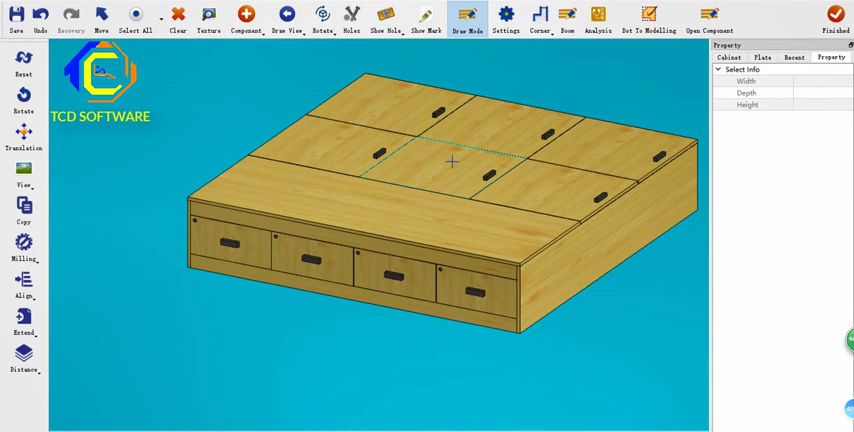 Save Undo Recovery Move Select All Clear Texture Component Draw View Rotate Holes Show Hole Show Mark Draw Mode Settings Corner Boom Analysis Dot To Modelling Open Component Finished
Property
Cabinet Plate Recent Property
Select Info
Width
Depth
Height
Reset
Rotate
Translation
View
Copy
Milling
Align
Extend
Distance
TCD SOFTWARE